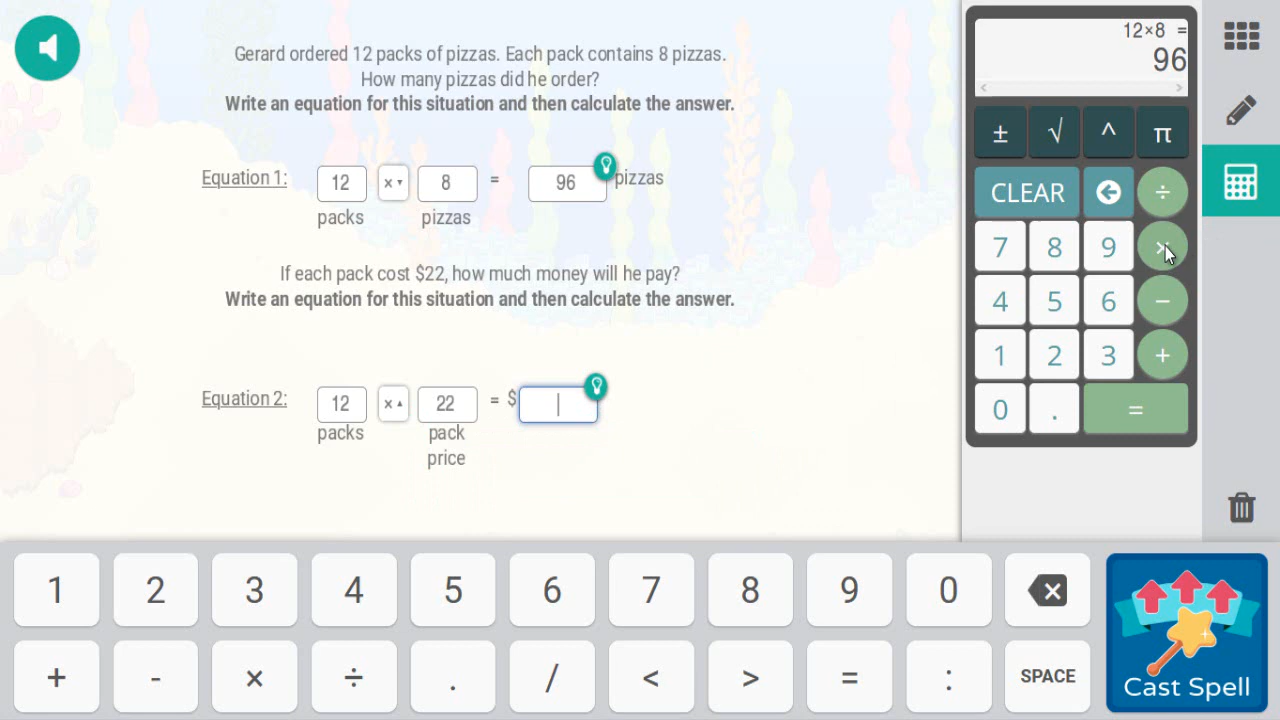 Gerard ordered 12 packs of pizzas. Each pack contains 8 pizzas.
How many pizzas did he order?
Write an equation for this situation and then calculate the answer.
Equation 1: 12 x 8 = 96 pizzas
packs pizzas
If each pack cost $22, how much money will he pay?
Write an equation for this situation and then calculate the answer.
Equation 2: 12 x 22 = $
packs pack
price
12×8 =
96
± √ ^ π
CLEAR ÷
7 8 9 ×
4 5 6 −
1 2 3 +
0 . =
1 2 3 4 5 6 7 8 9 0
+ - × ÷ . / < > = : SPACE
Cast Spell